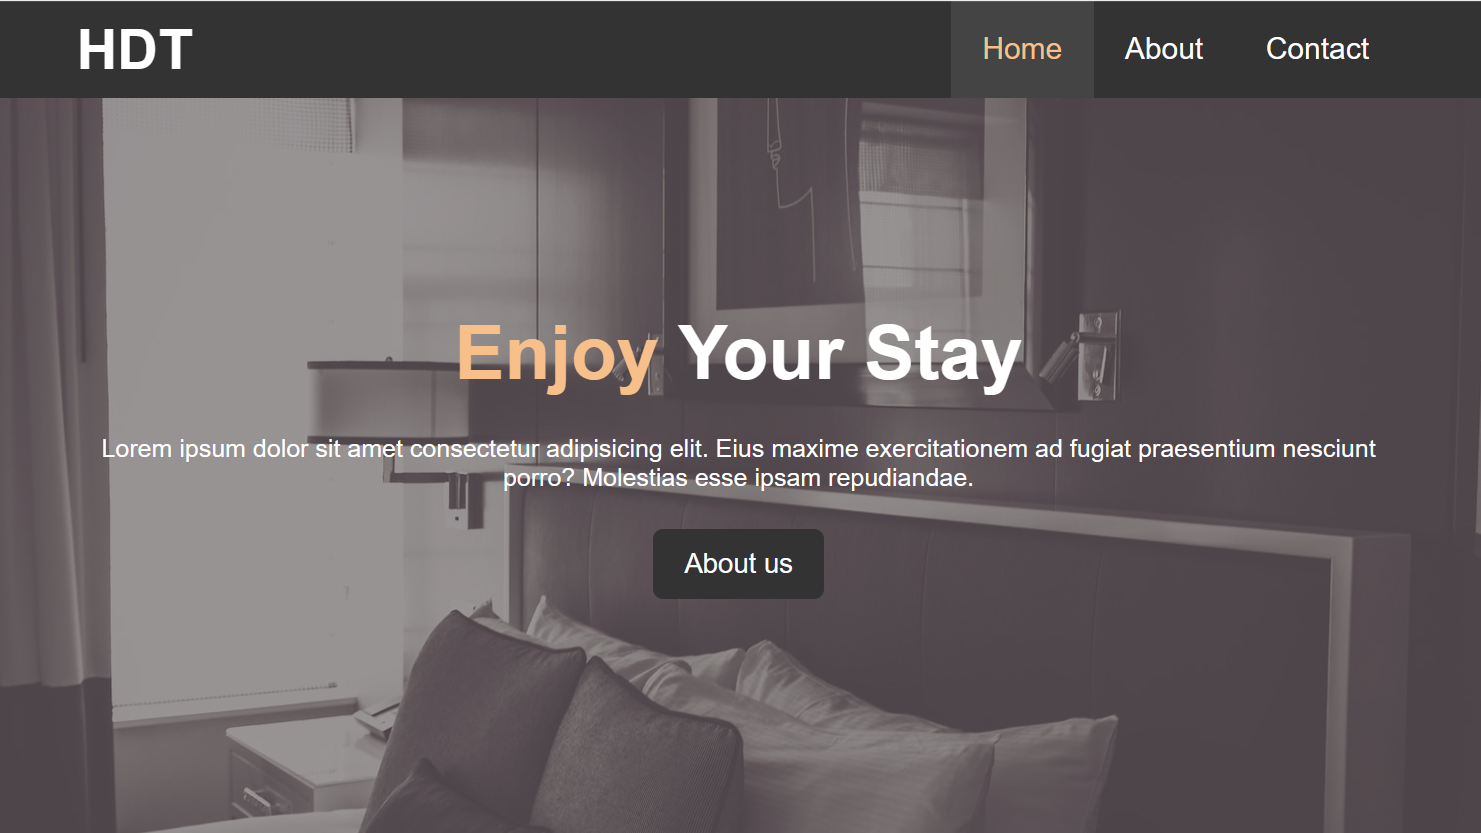 HDT
Home About Contact
Enjoy Your Stay
Lorem ipsum dolor sit amet consectetur adipisicing elit. Eius maxime exercitationem ad fugiat praesentium nesciunt
porro? Molestias esse ipsam repudiandae.
About us